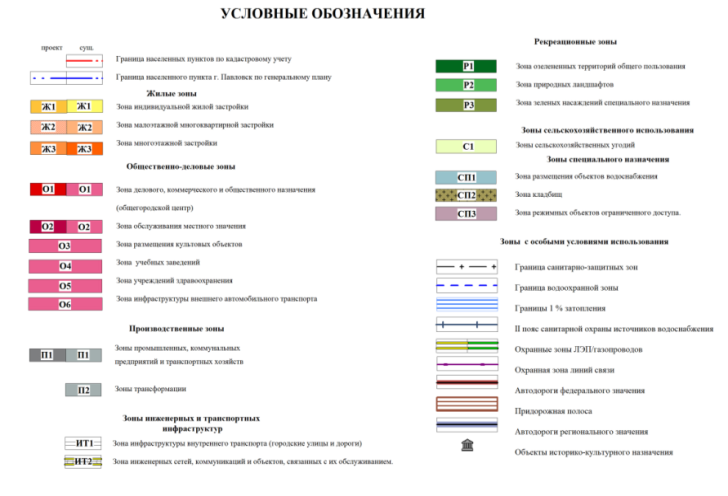 УСЛОВНЫЕ ОБОЗНАЧЕНИЯ
проект сущ.
Граница населенных пунктов по кадастровому учету
Граница населенного пункта г. Павловск по генеральному плану
Жилые зоны
Ж1 Ж1 Зона индивидуальной жилой застройки
Ж2 Ж2 Зона малоэтажной многоквартирной застройки
Ж3 Ж3 Зона многоэтажной застройки
Общественно-деловые зоны
О1 О1 Зона делового, коммерческого и общественного назначения
(общегородской центр)
О2 О2 Зона обслуживания местного значения
О3 Зона размещения культовых объектов
О4 Зона учебных заведений
О5 Зона учреждений здравоохранения
О6 Зона инфраструктуры внешнего автомобильного транспорта
Производственные зоны
П1 П1 Зоны промышленных, коммунальных
предприятий и транспортных хозяйств
П2 Зоны трансформации
Зоны инженерных и транспортных
инфраструктур
ИТ1 Зона инфраструктуры внутреннего транспорта (городские улицы и дороги)
ИТ2 Зона инженерных сетей, коммуникаций и объектов, связанных с их обслуживанием.
Рекреационные зоны
Р1 Зона озелененных территорий общего пользования
Р2 Зона природных ландшафтов
Р3 Зона зеленых насаждений специального назначения
Зоны сельскохозяйственного использования
С1 Зоны сельскохозяйственных угодий
Зоны специального назначения
СП1 Зона размещения объектов водоснабжения
СП2 Зона кладбищ
СП3 Зона режимных объектов ограниченного доступа.
Зоны с особыми условиями использования
Граница санитарно-защитных зон
Граница водоохранной зоны
Границы 1 % затопления
II пояс санитарной охраны источников водоснабжения
Охранные зоны ЛЭП/газопроводов
Охранная зона линий связи
Автодороги федерального значения
Придорожная полоса
Автодороги регионального значения
Объекты историко-культурного назначения